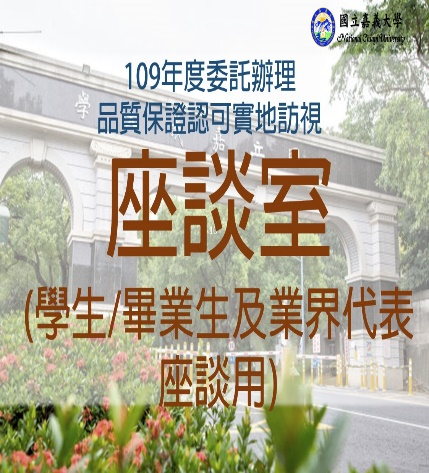 國立嘉義大學
National Chiayi University
109年度委託辦理
品質保證認可實地訪視
座談室
(學生/畢業生及業界代表
座談用)